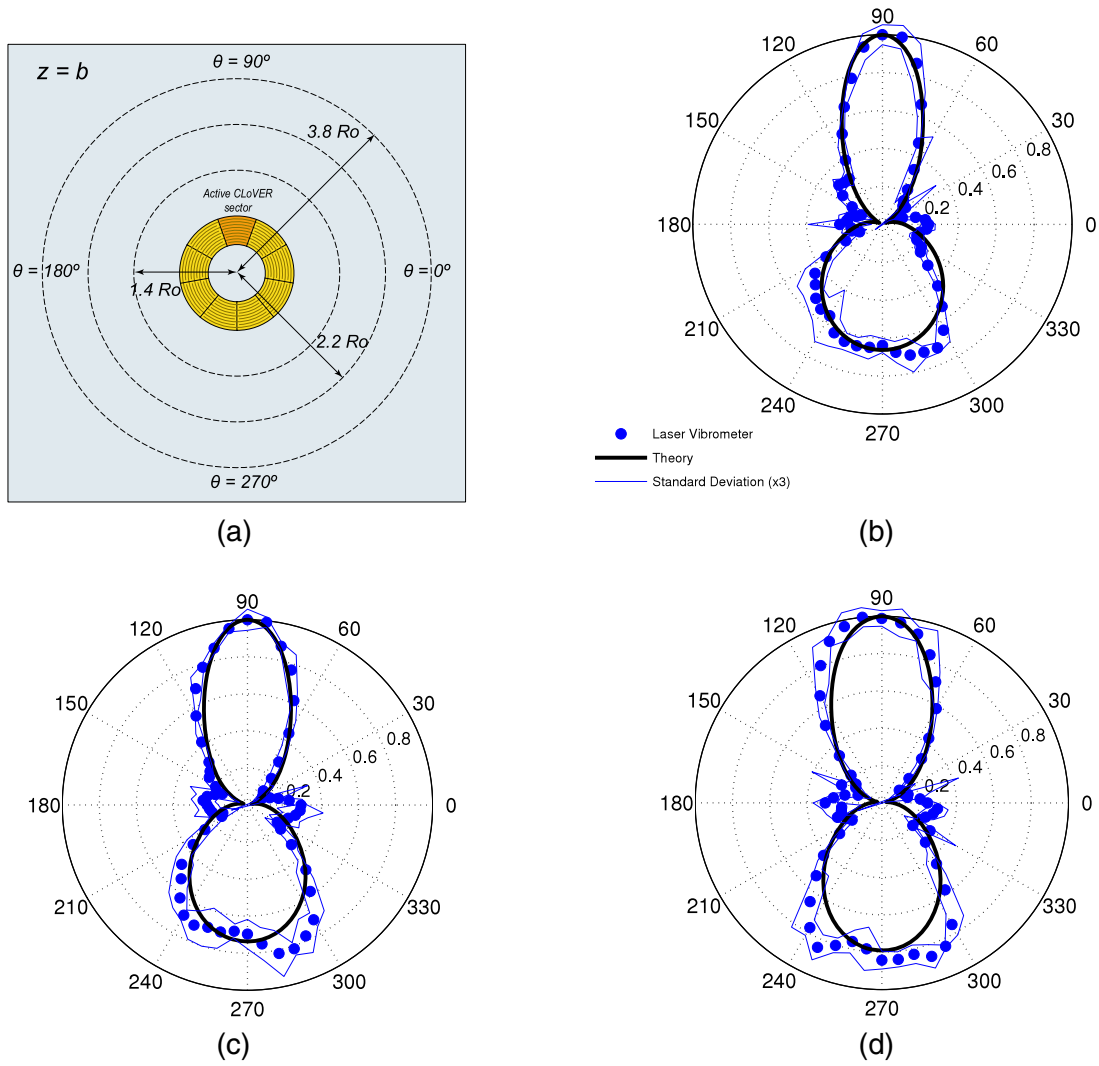 z = b
θ = 90º
3.8 Ro
Active CLoVER
sector
θ = 180º
θ = 0º
1.4 Ro
2.2 Ro
θ = 270º
(a)
90
120
60
150
30
0.8
0.6
0.4
0.2
180
0
210
330
240
300
270
Laser Vibrometer
Theory
Standard Deviation (x3)
(b)
90
120
60
150
30
0.8
0.6
0.4
0.2
180
0
210
330
240
300
270
(c)
90
120
60
150
30
0.8
0.6
0.4
0.2
180
0
210
330
240
300
270
(d)